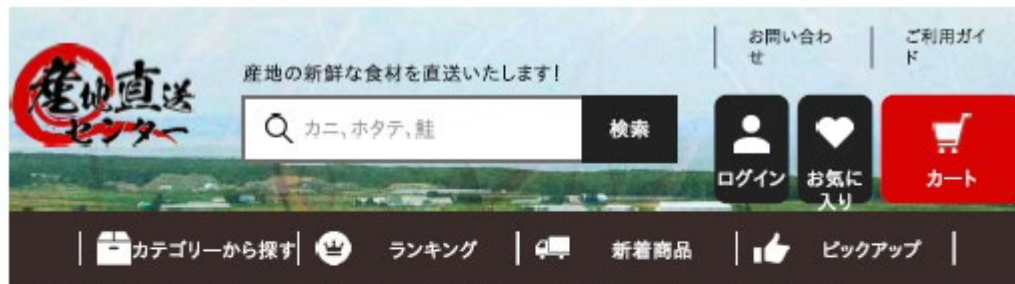 お問い合わ
せ
ご利用ガイ
ド
産地直送
センター
産地の新鮮な食材を直送いたします！
カニ、ホタテ、鮭
検索
ログイン
お気に
入り
カート
カテゴリーから探す
ランキング
新着商品
ピックアップ